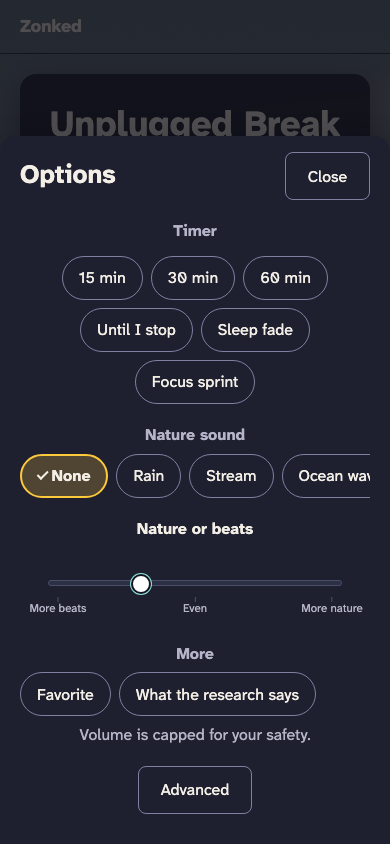 Zonked
Unplugged Break
Options
Close
Timer
15 min
30 min
60 min
Until I stop
Sleep fade
Focus sprint
Nature sound
✓ None
Rain
Stream
Ocean wav
Nature or beats
More beats
Even
More nature
More
Favorite
What the research says
Volume is capped for your safety.
Advanced